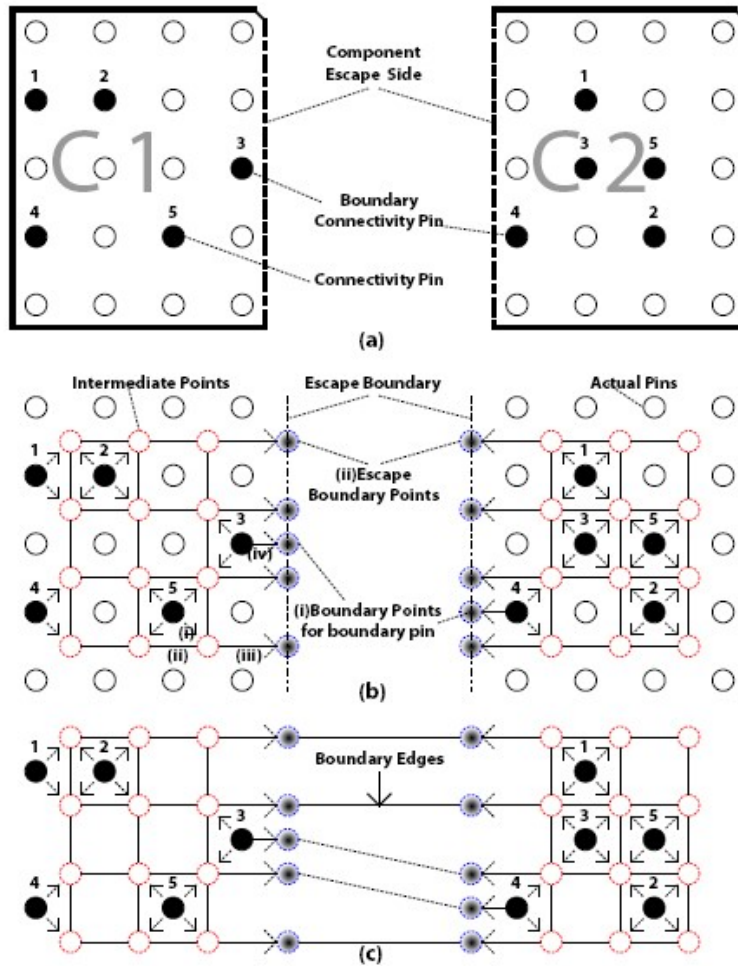 1 2 1
Component
Escape Side
C 1
C 2
3 3 5
Boundary
Connectivity Pin
4 5 4 2
Connectivity Pin
(a)
Intermediate Points Escape Boundary Actual Pins
1 2 1
(ii)Escape
Boundary Points
3 3 5
(iv)
4 5 4 2
(i)Boundary Points
for boundary pin
(i)
(ii) (iii)
(b)
1 2 1
Boundary Edges
3 3 5
4 5 4 2
(c)